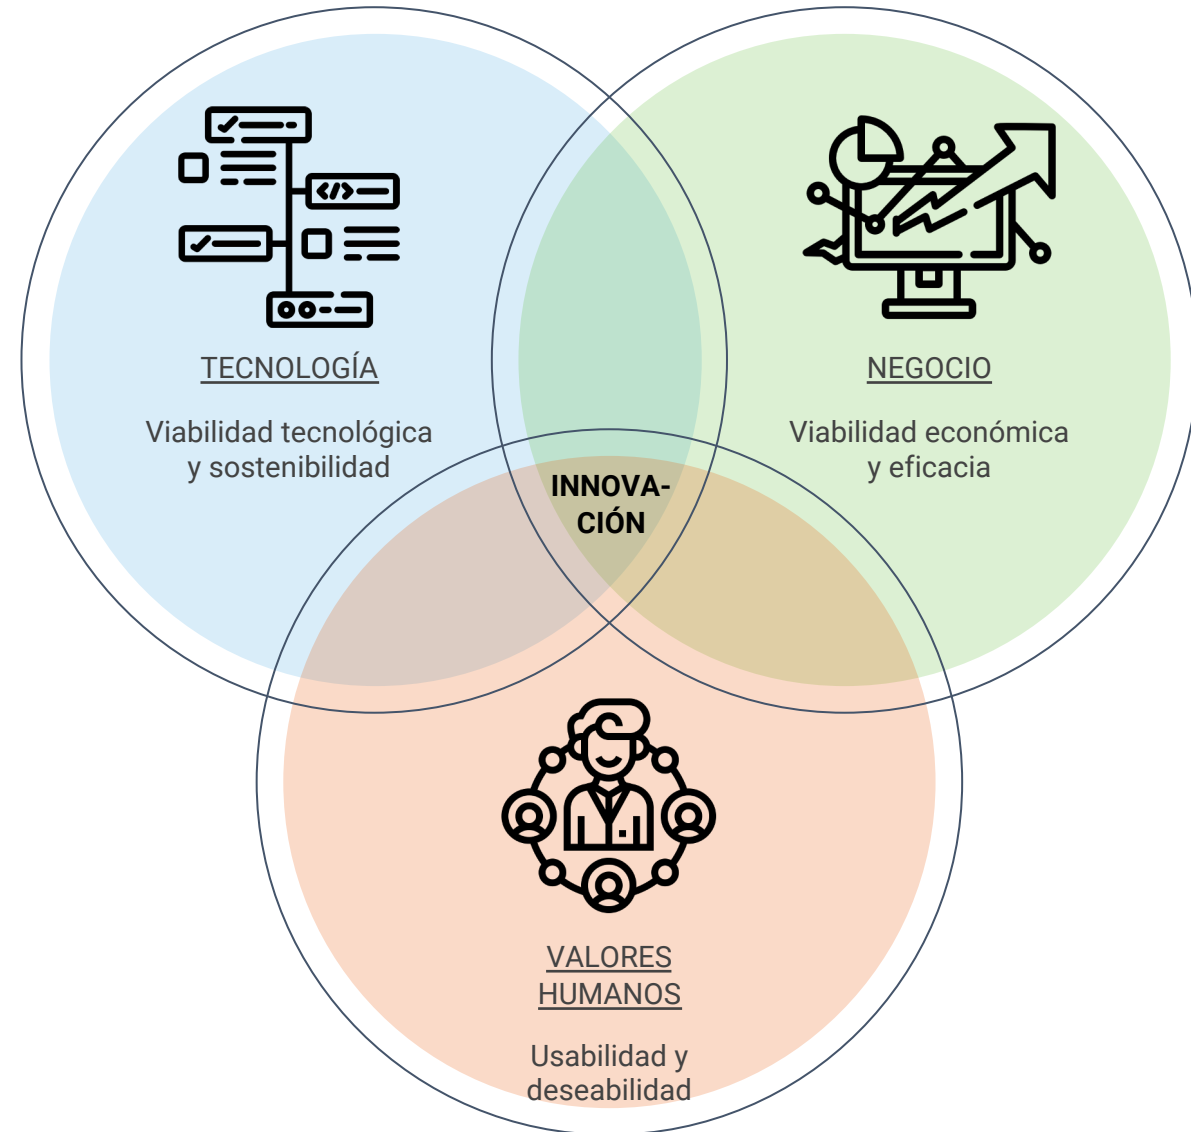 TECNOLOGÍA
Viabilidad tecnológica
y sostenibilidad
NEGOCIO
Viabilidad económica
y eficacia
INNOVA-
CIÓN
VALORES
HUMANOS
Usabilidad y
deseabilidad